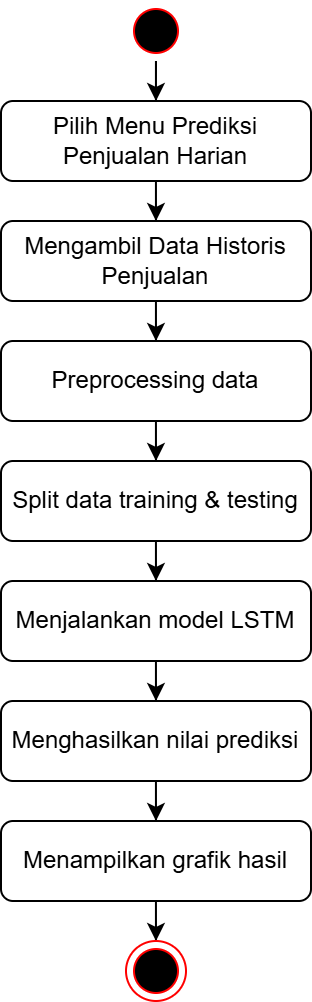 Pilih Menu Prediksi
Penjualan Harian
Mengambil Data Historis
Penjualan
Preprocessing data
Split data training & testing
Menjalankan model LSTM
Menghasilkan nilai prediksi
Menampilkan grafik hasil